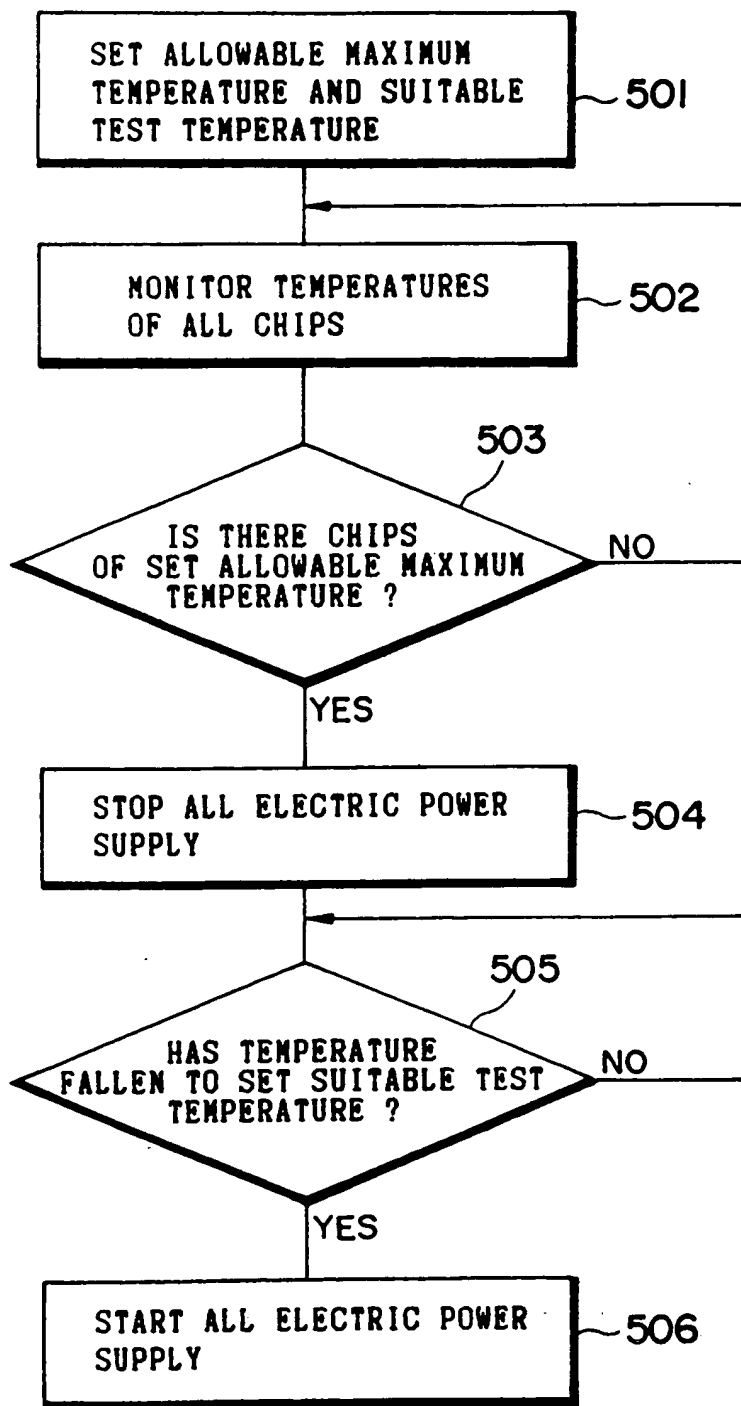 SET ALLOWABLE MAXIMUM
TEMPERATURE AND SUITABLE
TEST TEMPERATURE
501
MONITOR TEMPERATURES
OF ALL CHIPS
502
503
IS THERE CHIPS
OF SET ALLOWABLE MAXIMUM
TEMPERATURE ?
NO
YES
STOP ALL ELECTRIC POWER
SUPPLY
504
505
HAS TEMPERATURE
FALLEN TO SET SUITABLE TEST
TEMPERATURE ?
NO
YES
START ALL ELECTRIC POWER
SUPPLY
506